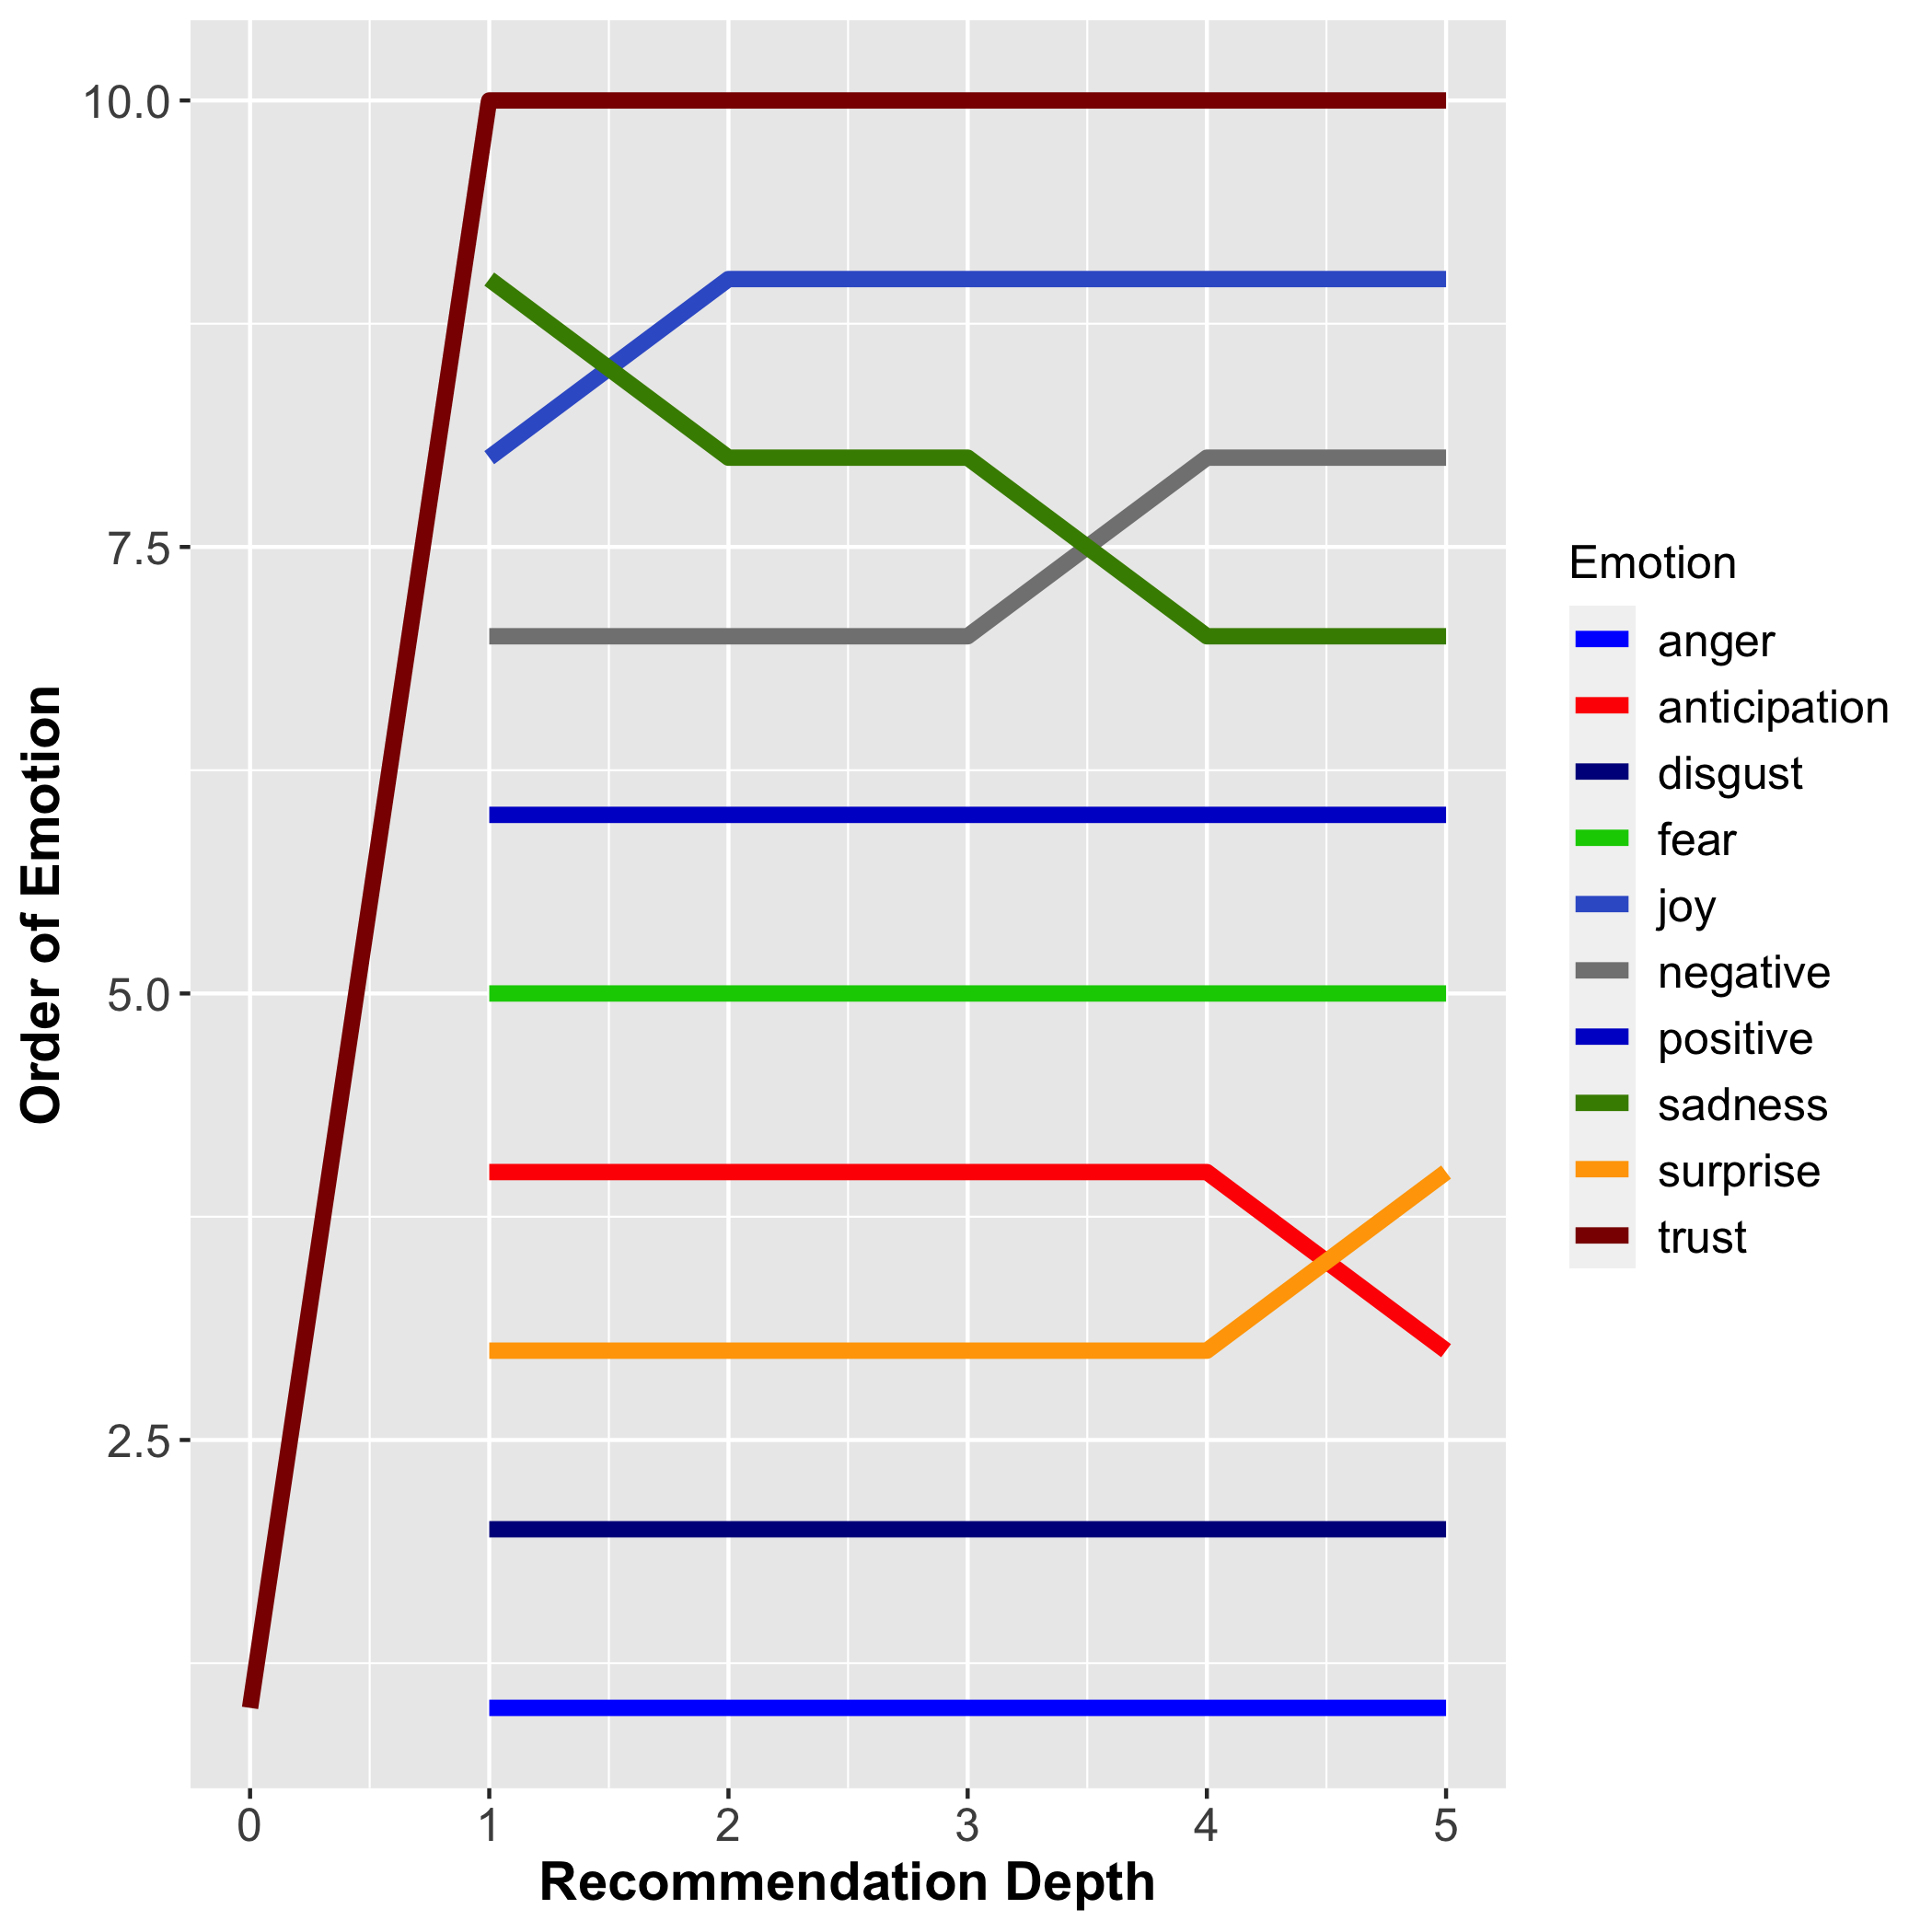 10.0
7.5
5.0
2.5
Order of Emotion
0 1 2 3 4 5
Recommendation Depth
Emotion
anger
anticipation
disgust
fear
joy
negative
positive
sadness
surprise
trust